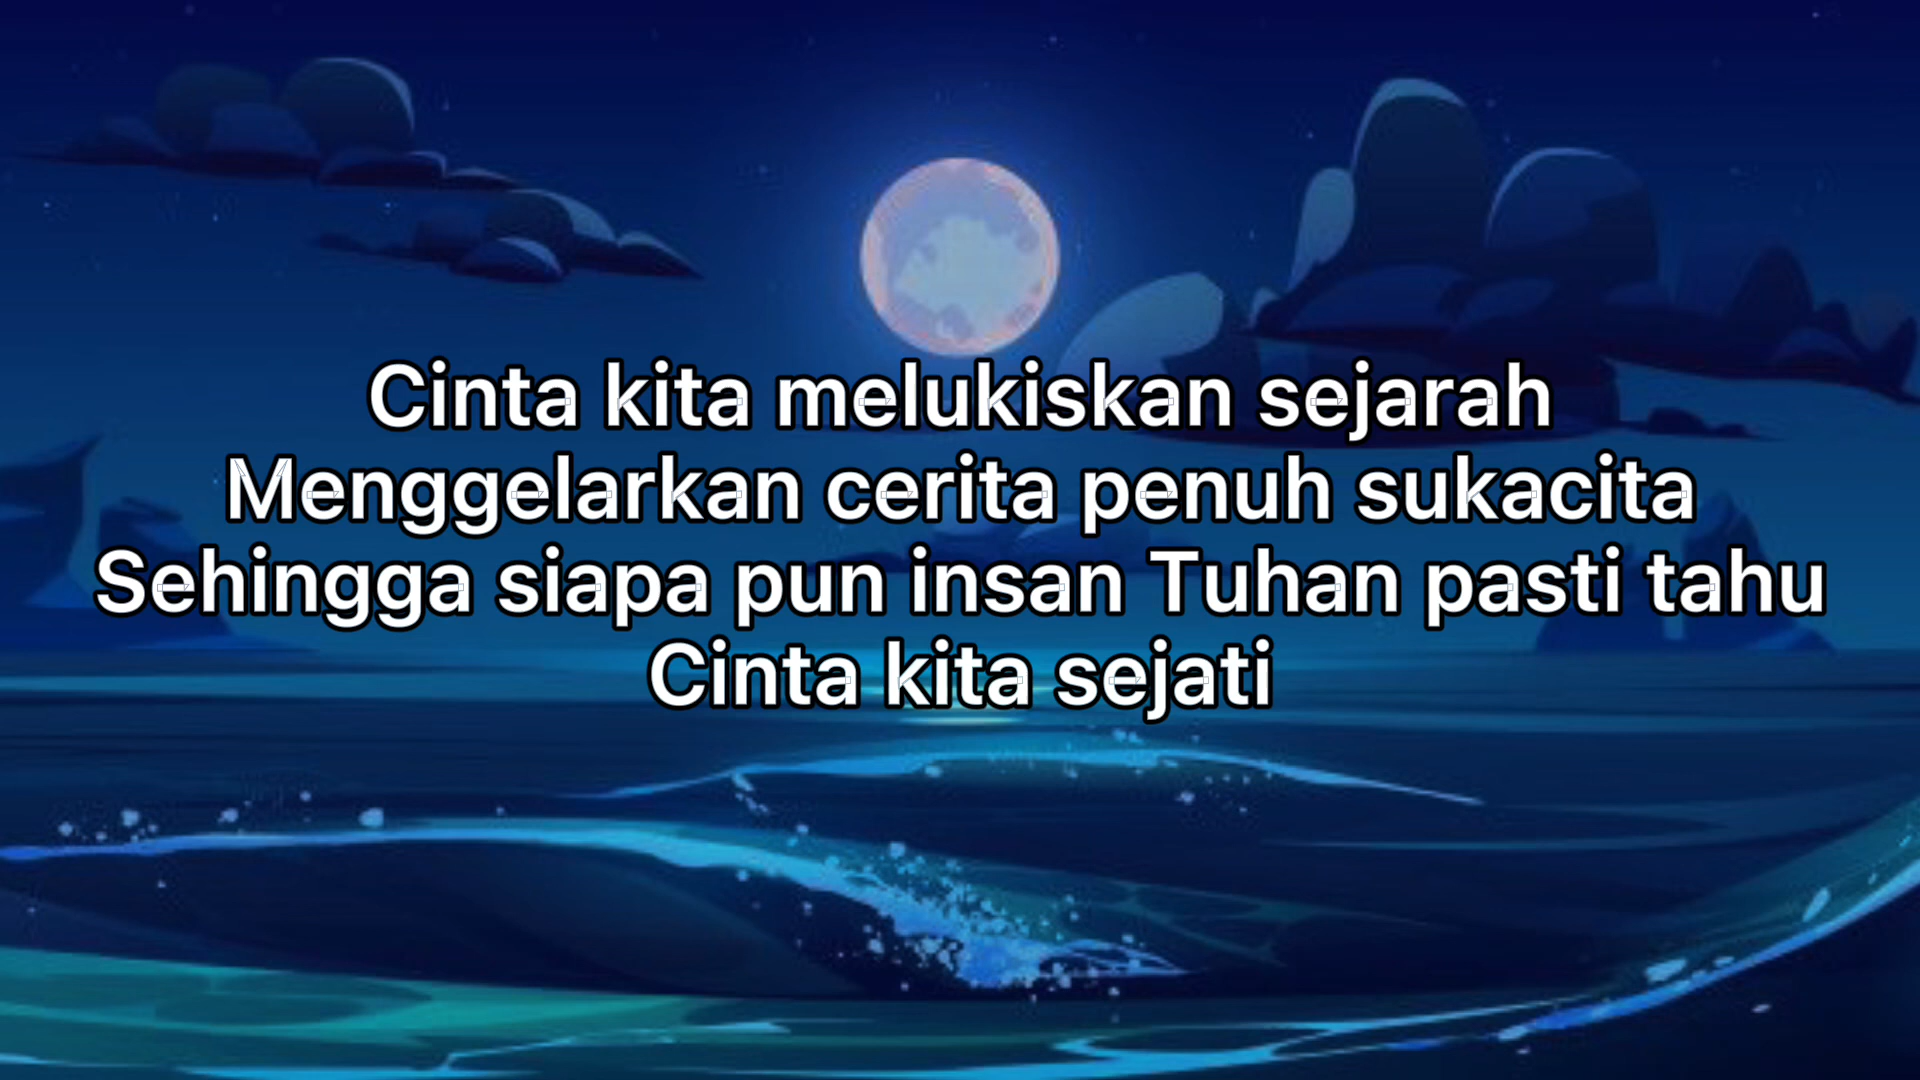 Cinta kita melukiskan sejarah
Menggelarkan cerita penuh sukacita
Sehingga siapa pun insan Tuhan pasti tahu
Cinta kita sejati